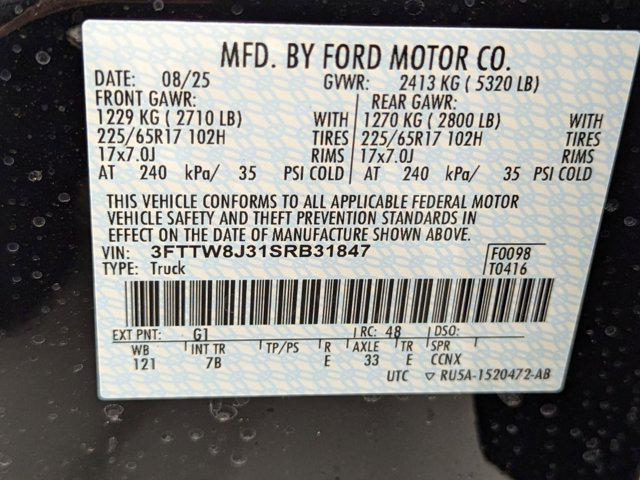 MFD. BY FORD MOTOR CO.
DATE: 08/25 GVWR: 2413 KG ( 5320 LB)
FRONT GAWR: REAR GAWR:
1229 KG ( 2710 LB) WITH 1270 KG ( 2800 LB) WITH
225/65R17 102H TIRES 225/65R17 102H TIRES
17x7.0J RIMS 17x7.0J RIMS
AT 240 kPa/ 35 PSI COLD AT 240 kPa/ 35 PSI COLD
THIS VEHICLE CONFORMS TO ALL APPLICABLE FEDERAL MOTOR
VEHICLE SAFETY AND THEFT PREVENTION STANDARDS IN
EFFECT ON THE DATE OF MANUFACTURE SHOWN ABOVE.
VIN: 3FTTW8J31SRB31847 F0098
TYPE: Truck T0416
EXT PNT: G1 RC: 48 DSO:
WB INT TR TP/PS R AXLE TR SPR
121 7B E 33 E CCNX
UTC ▽ RU5A-1520472-AB